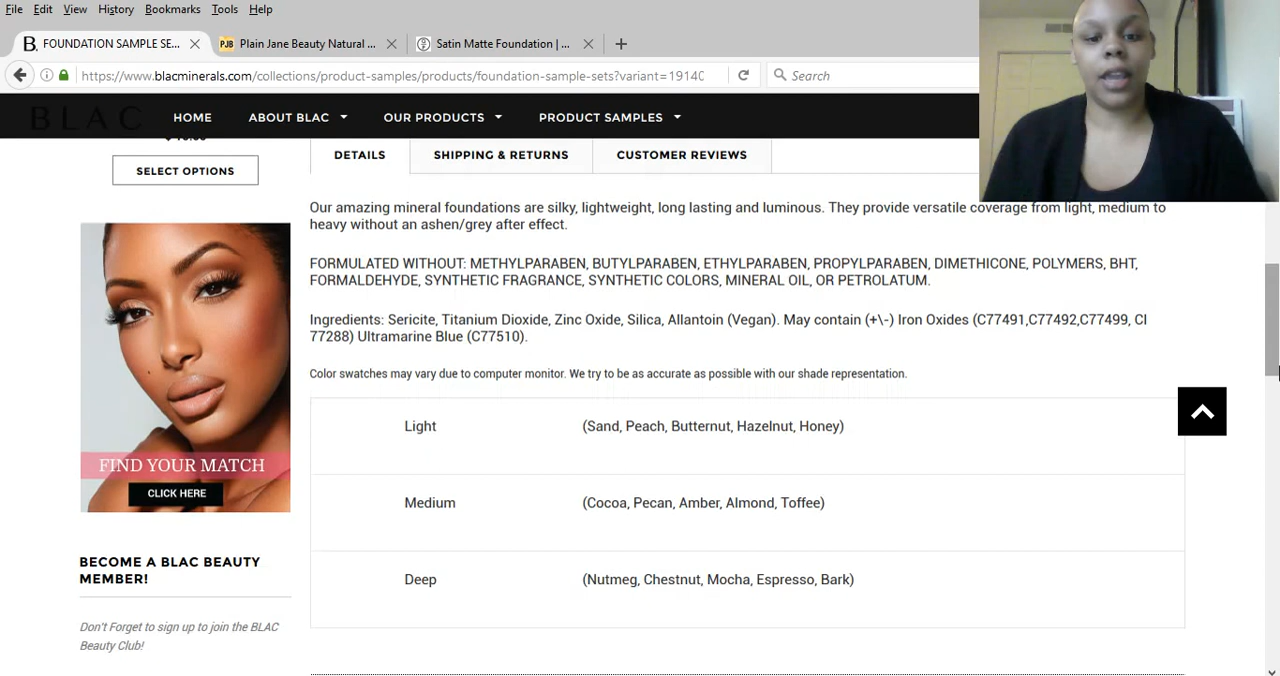 File Edit View History Bookmarks Tools Help
FOUNDATION SAMPLE SE...
Plain Jane Beauty Natural ...
Satin Matte Foundation | ...
https://www.blacminerals.com/collections/product-samples/products/foundation-sample-sets?variant=1914
Search
BLAC
HOME
ABOUT BLAC
OUR PRODUCTS
PRODUCT SAMPLES
SELECT OPTIONS
DETAILS
SHIPPING & RETURNS
CUSTOMER REVIEWS
Our amazing mineral foundations are silky, lightweight, long lasting and luminous. They provide versatile coverage from light, medium to
heavy without an ashen/grey after effect.
FORMULATED WITHOUT: METHYLPARABEN, BUTYLPARABEN, ETHYLPARABEN, PROPYLPARABEN, DIMETHICONE, POLYMERS, BHT,
FORMALDEHYDE, SYNTHETIC FRAGRANCE, SYNTHETIC COLORS, MINERAL OIL, OR PETROLATUM.
Ingredients: Sericite, Titanium Dioxide, Zinc Oxide, Silica, Allantoin (Vegan). May contain (+\-) Iron Oxides (C77491,C77492,C77499, CI
77288) Ultramarine Blue (C77510).
Color swatches may vary due to computer monitor. We try to be as accurate as possible with our shade representation.
Light (Sand, Peach, Butternut, Hazelnut, Honey)
Medium (Cocoa, Pecan, Amber, Almond, Toffee)
Deep (Nutmeg, Chestnut, Mocha, Espresso, Bark)
FIND YOUR MATCH
CLICK HERE
BECOME A BLAC BEAUTY
MEMBER!
Don't Forget to sign up to join the BLAC
Beauty Club!